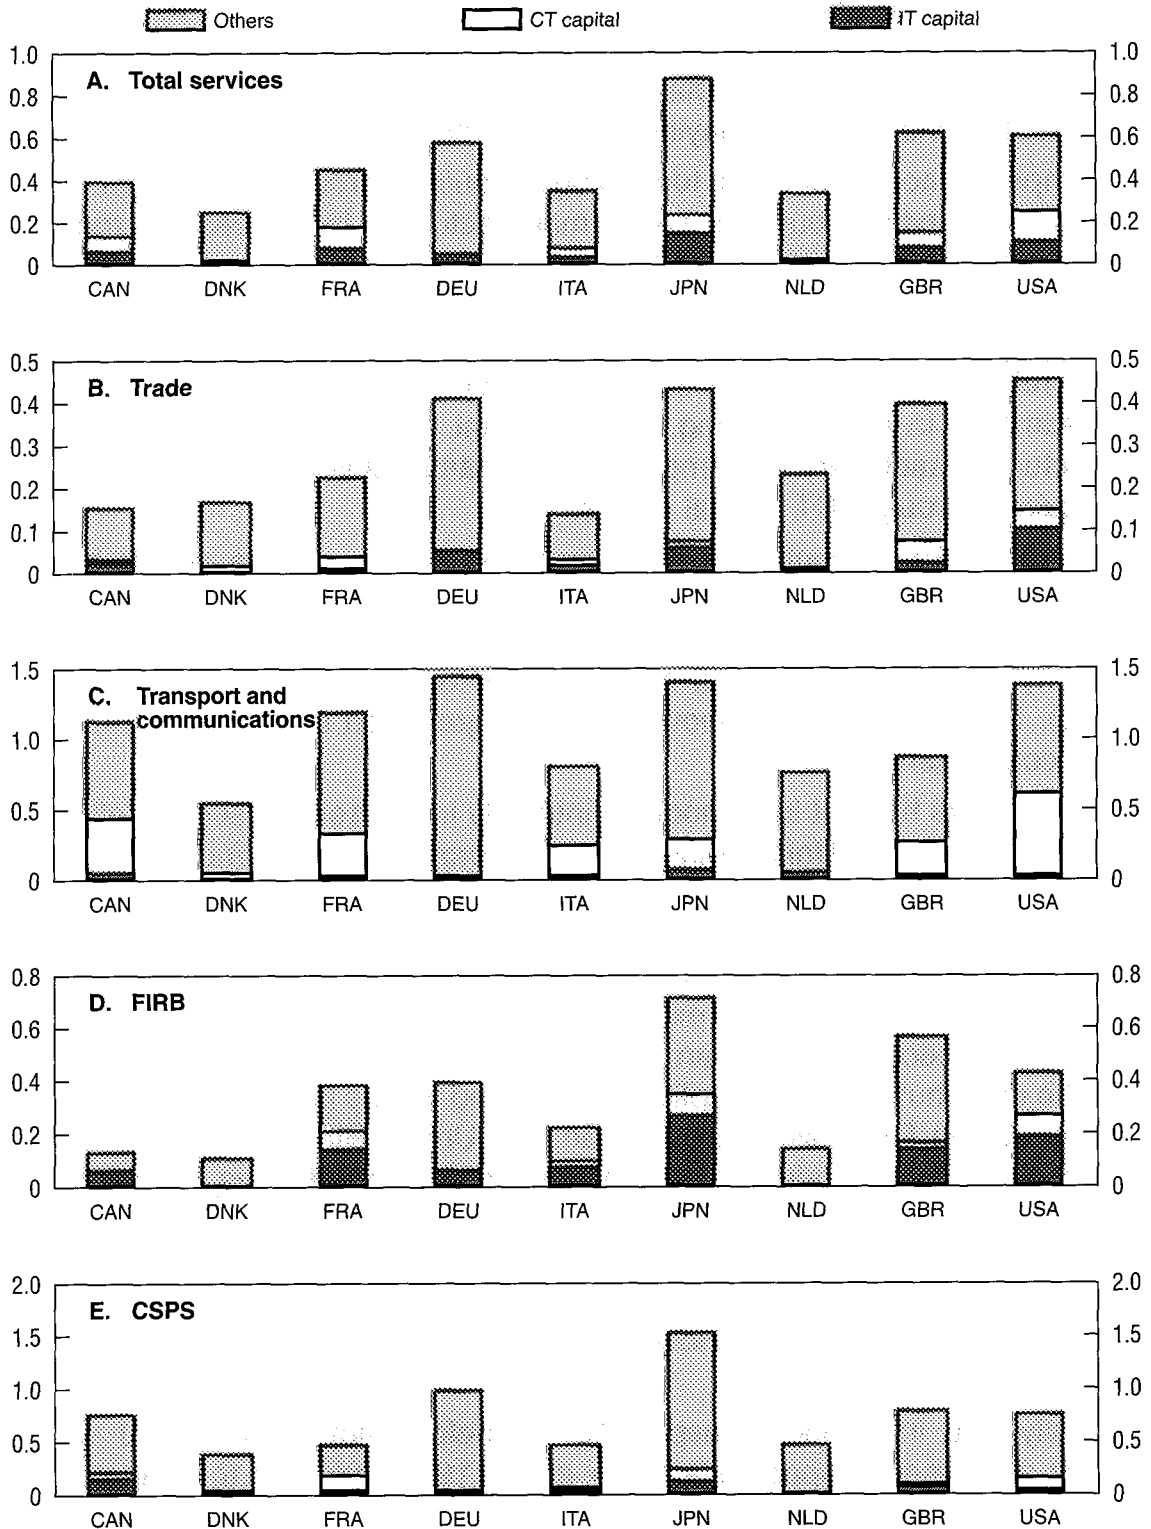 Others CT capital IT capital
1.0 1.0
A. Total services
0.8 0.8
0.6 0.6
0.4 0.4
0.2 0.2
0 0
CAN DNK FRA DEU ITA JPN NLD GBR USA
0.5 0.5
B. Trade
0.4 0.4
0.3 0.3
0.2 0.2
0.1 0.1
0 0
CAN DNK FRA DEU ITA JPN NLD GBR USA
1.5 1.5
C. Transport and
communications
1.0 1.0
0.5 0.5
0 0
CAN DNK FRA DEU ITA JPN NLD GBR USA
0.8 0.8
D. FIRB
0.6 0.6
0.4 0.4
0.2 0.2
0 0
CAN DNK FRA DEU ITA JPN NLD GBR USA
2.0 2.0
E. CSPS
1.5 1.5
1.0 1.0
0.5 0.5
0 0
CAN DNK FRA DEU ITA JPN NLD GBR USA